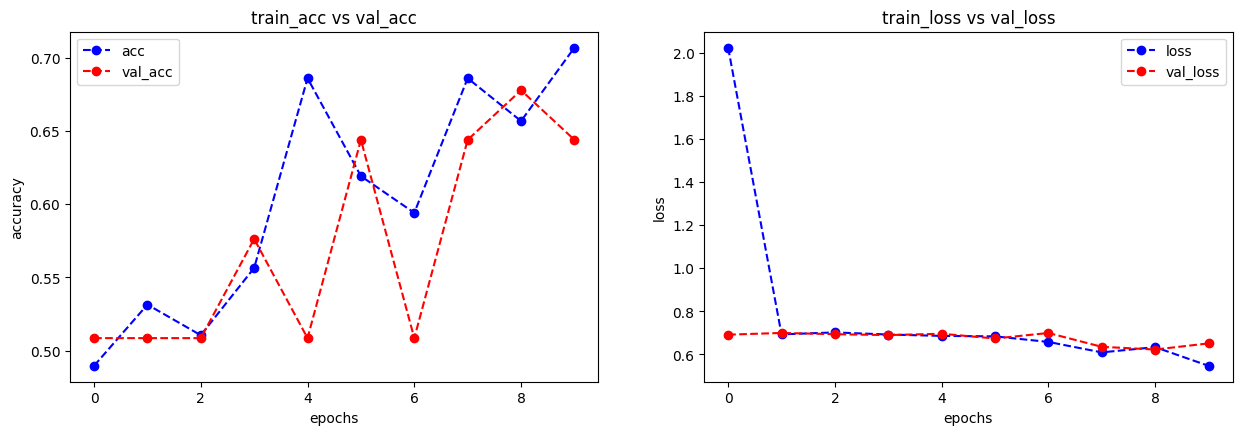 train_acc vs val_acc
acc
val_acc
0.70
0.65
0.60
0.55
0.50
accuracy
0 2 4 6 8
epochs
train_loss vs val_loss
loss
val_loss
2.0
1.8
1.6
1.4
1.2
1.0
0.8
0.6
loss
0 2 4 6 8
epochs